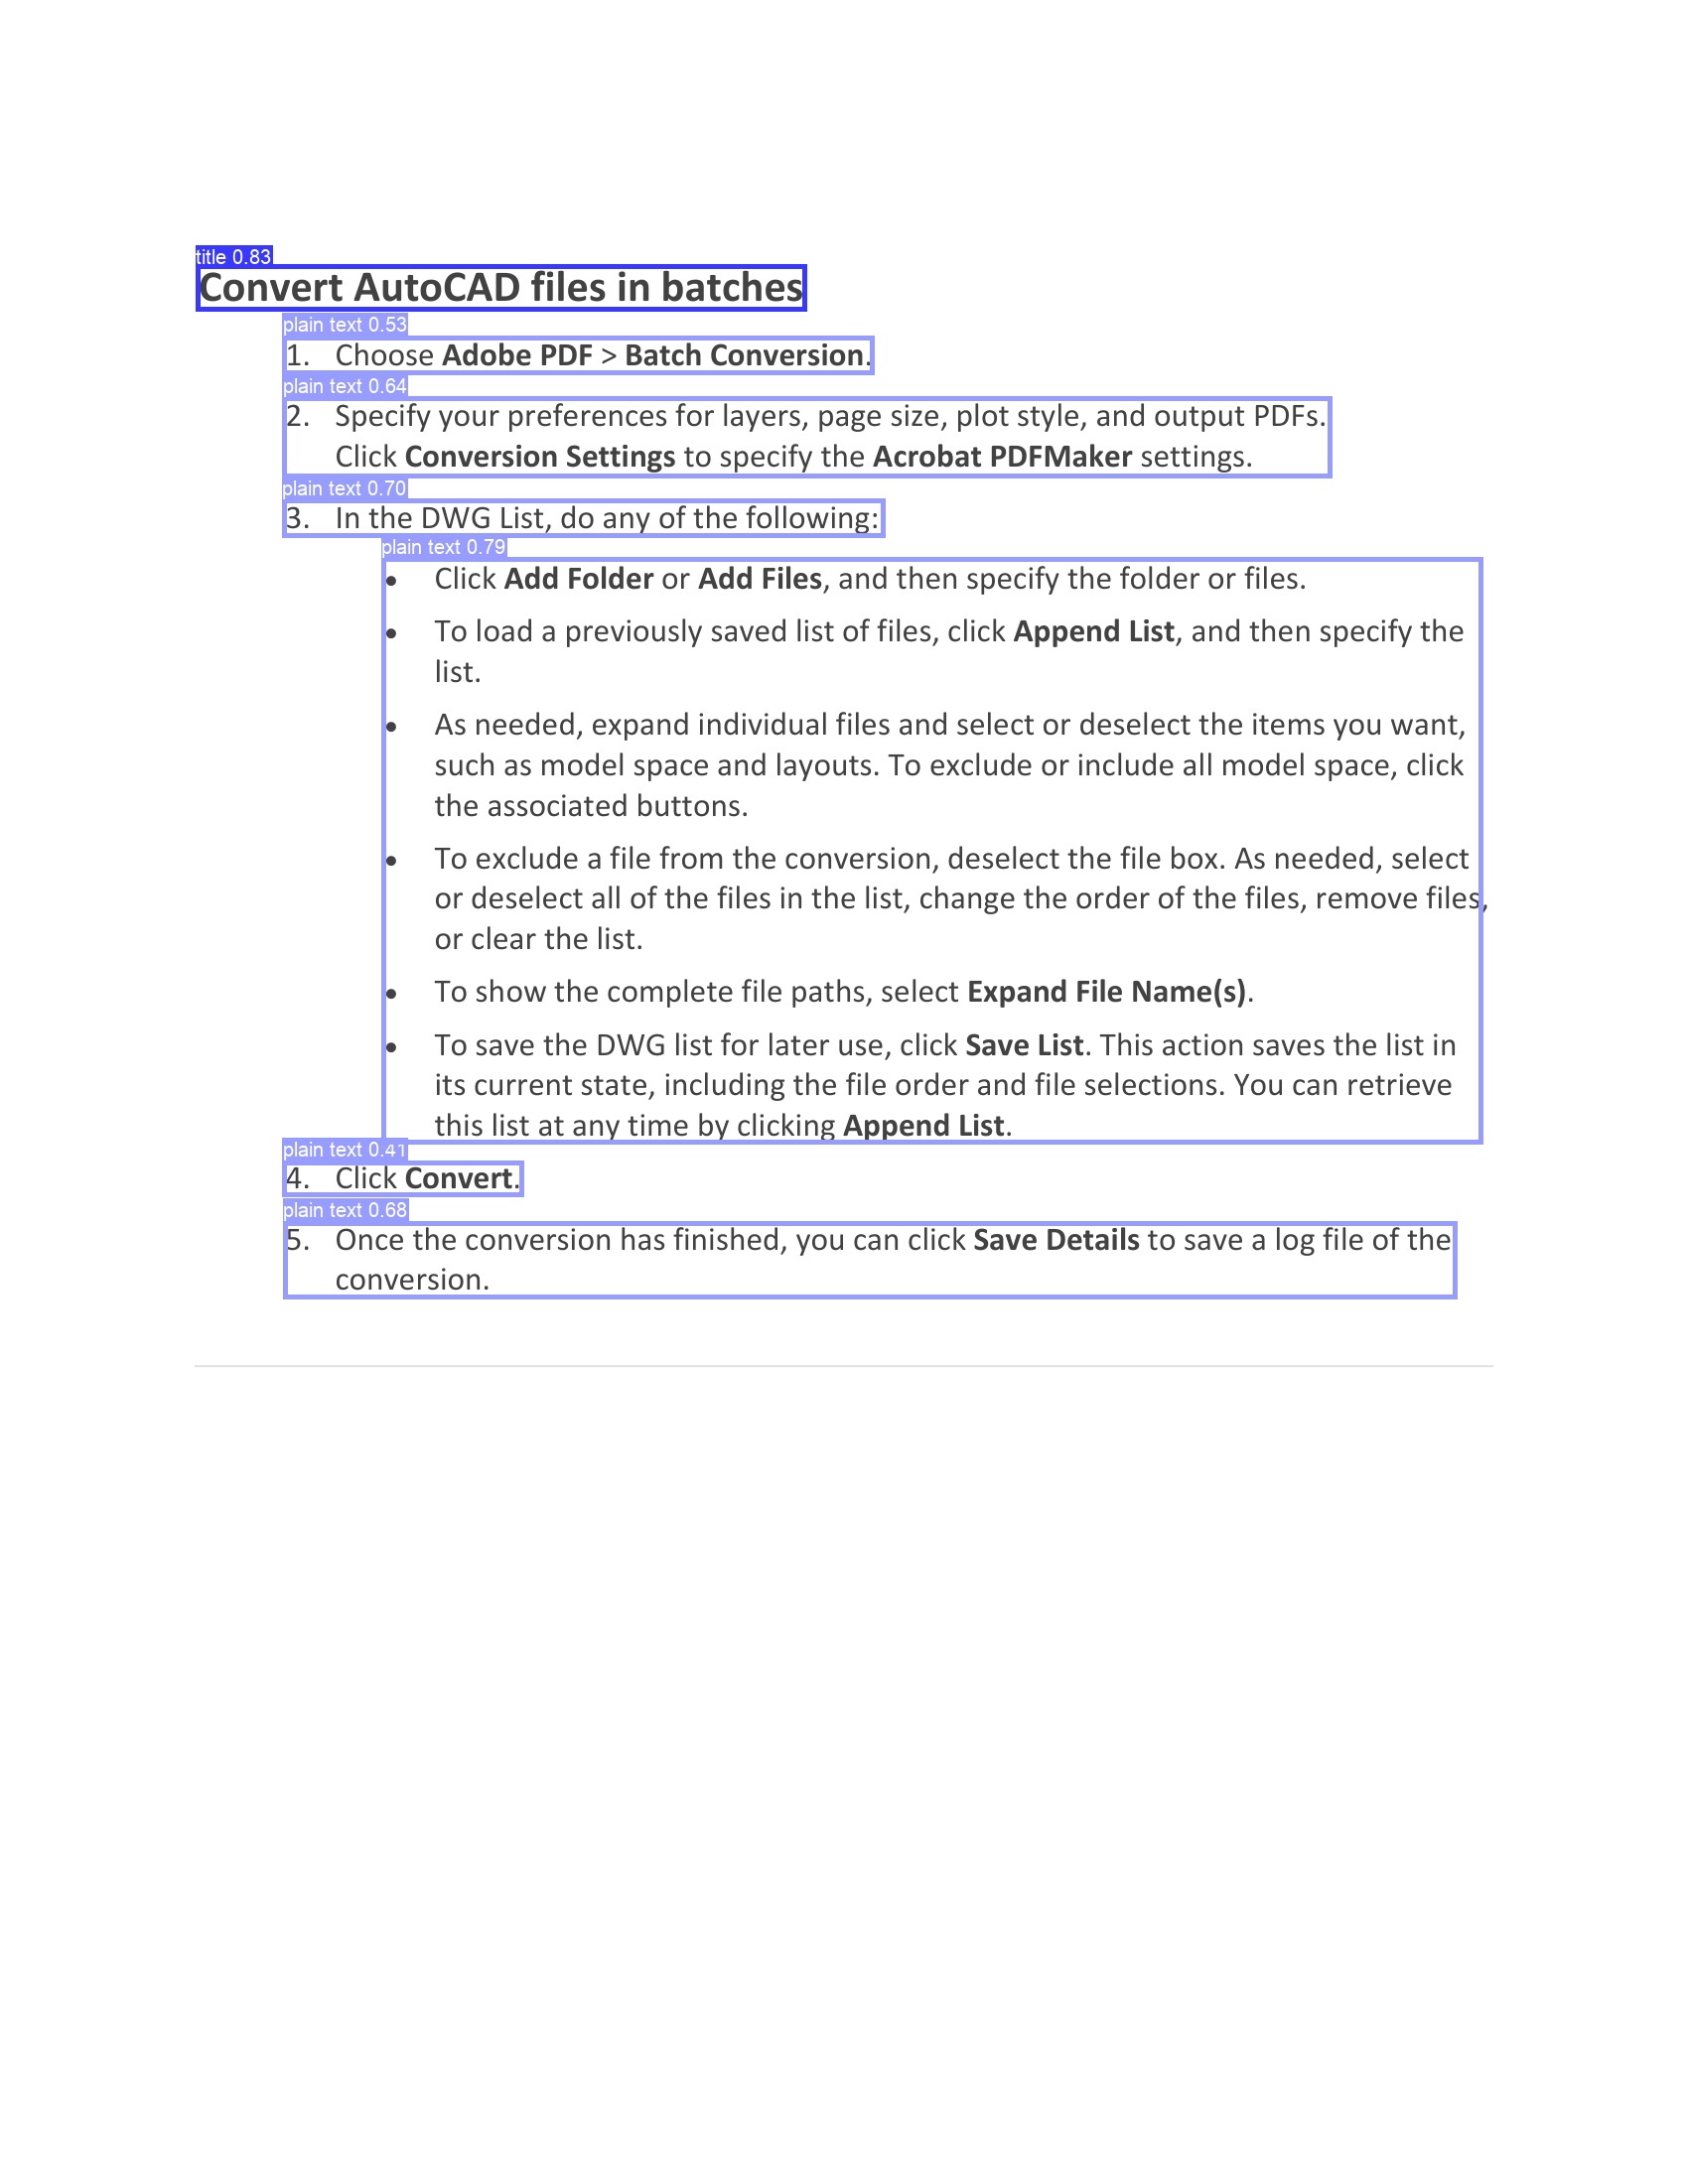 title 0.83
Convert AutoCAD files in batches
plain text 0.53
1. Choose Adobe PDF > Batch Conversion.
plain text 0.64
2. Specify your preferences for layers, page size, plot style, and output PDFs.
Click Conversion Settings to specify the Acrobat PDFMaker settings.
plain text 0.70
3. In the DWG List, do any of the following:
plain text 0.79
• Click Add Folder or Add Files, and then specify the folder or files.
• To load a previously saved list of files, click Append List, and then specify the
list.
• As needed, expand individual files and select or deselect the items you want,
such as model space and layouts. To exclude or include all model space, click
the associated buttons.
• To exclude a file from the conversion, deselect the file box. As needed, select
or deselect all of the files in the list, change the order of the files, remove files,
or clear the list.
• To show the complete file paths, select Expand File Name(s).
• To save the DWG list for later use, click Save List. This action saves the list in
its current state, including the file order and file selections. You can retrieve
this list at any time by clicking Append List.
plain text 0.41
4. Click Convert.
plain text 0.68
5. Once the conversion has finished, you can click Save Details to save a log file of the
conversion.